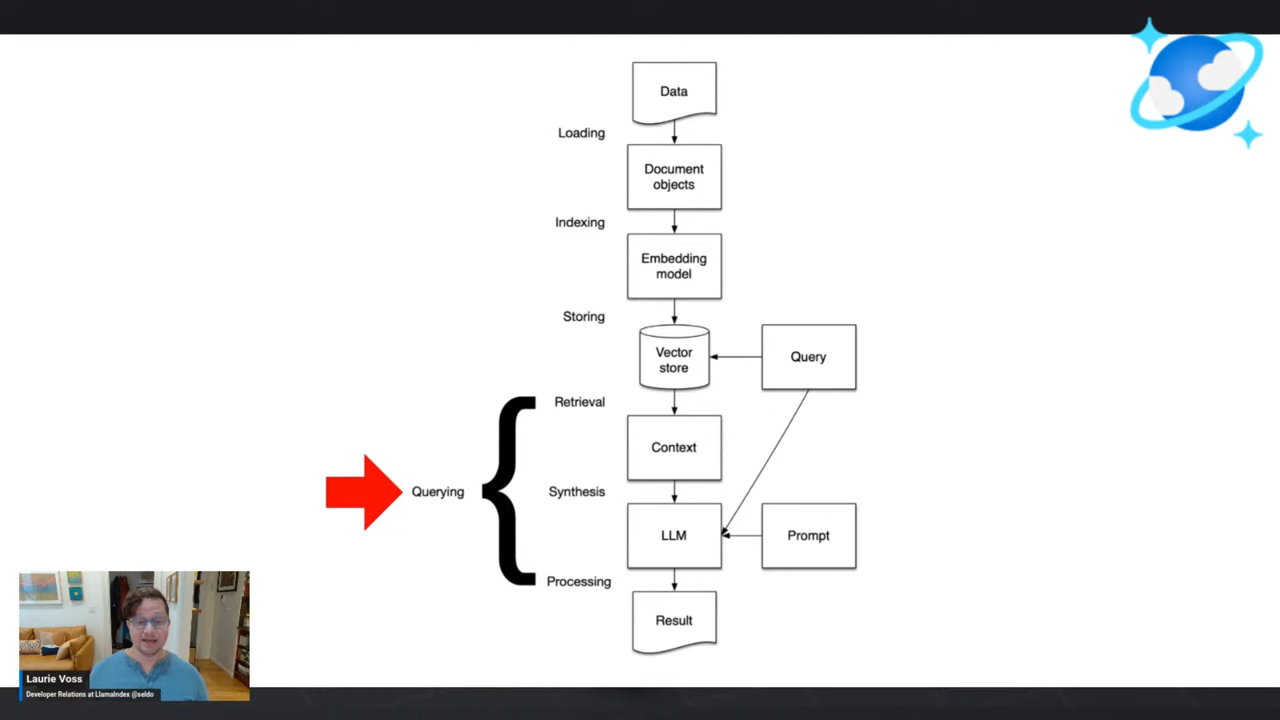 Data
Loading
Document
objects
Indexing
Embedding
model
Storing
Vector
store
Query
Retrieval
Context
Querying
Synthesis
LLM
Prompt
Processing
Result
Laurie Voss
Developer Relations at LlamaIndex @seldo